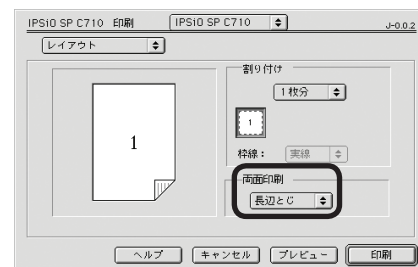 IPSiO SP C710 印刷 IPSiO SP C710 J-0.0.2
レイアウト
割り付け
1 枚分
1
1
枠線： 実線
両面印刷
長辺とじ
ヘルプ キャンセル プレビュー 印刷